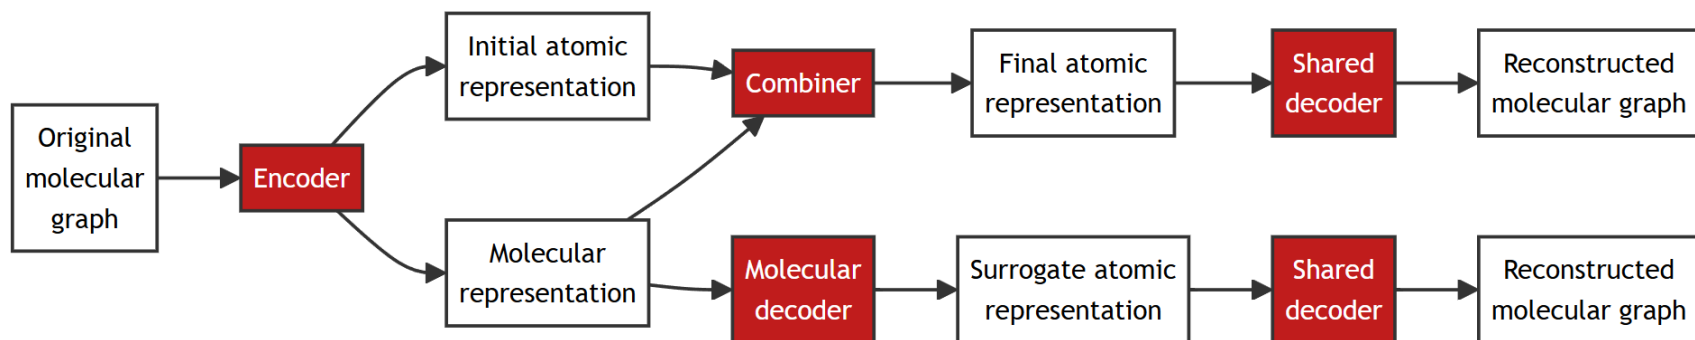 Original
molecular
graph
Encoder
Initial atomic
representation
Molecular
representation
Combiner
Molecular
decoder
Final atomic
representation
Surrogate atomic
representation
Shared
decoder
Shared
decoder
Reconstructed
molecular graph
Reconstructed
molecular graph